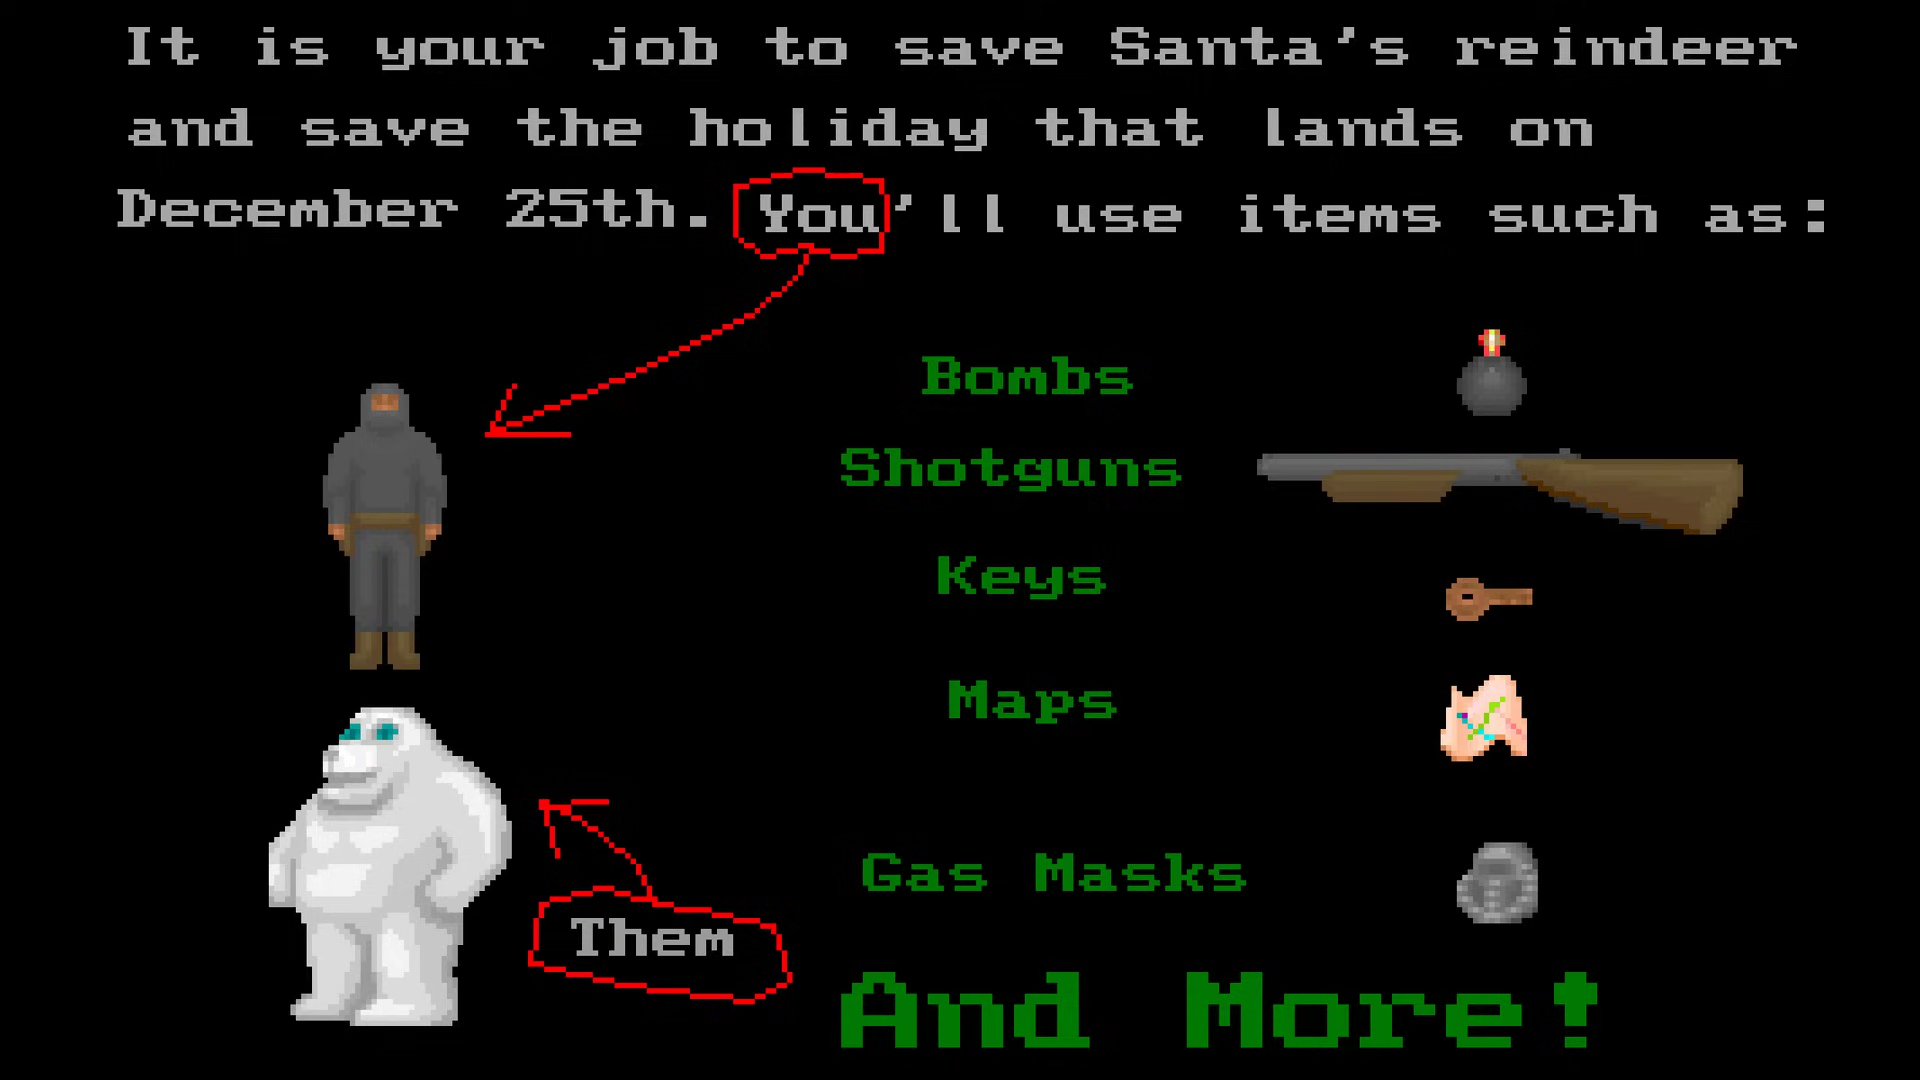 It is your job to save Santa's reindeer
and save the holiday that lands on
December 25th. You'll use items such as:
Bombs
Shotguns
Keys
Maps
Gas Masks
Them
And More!